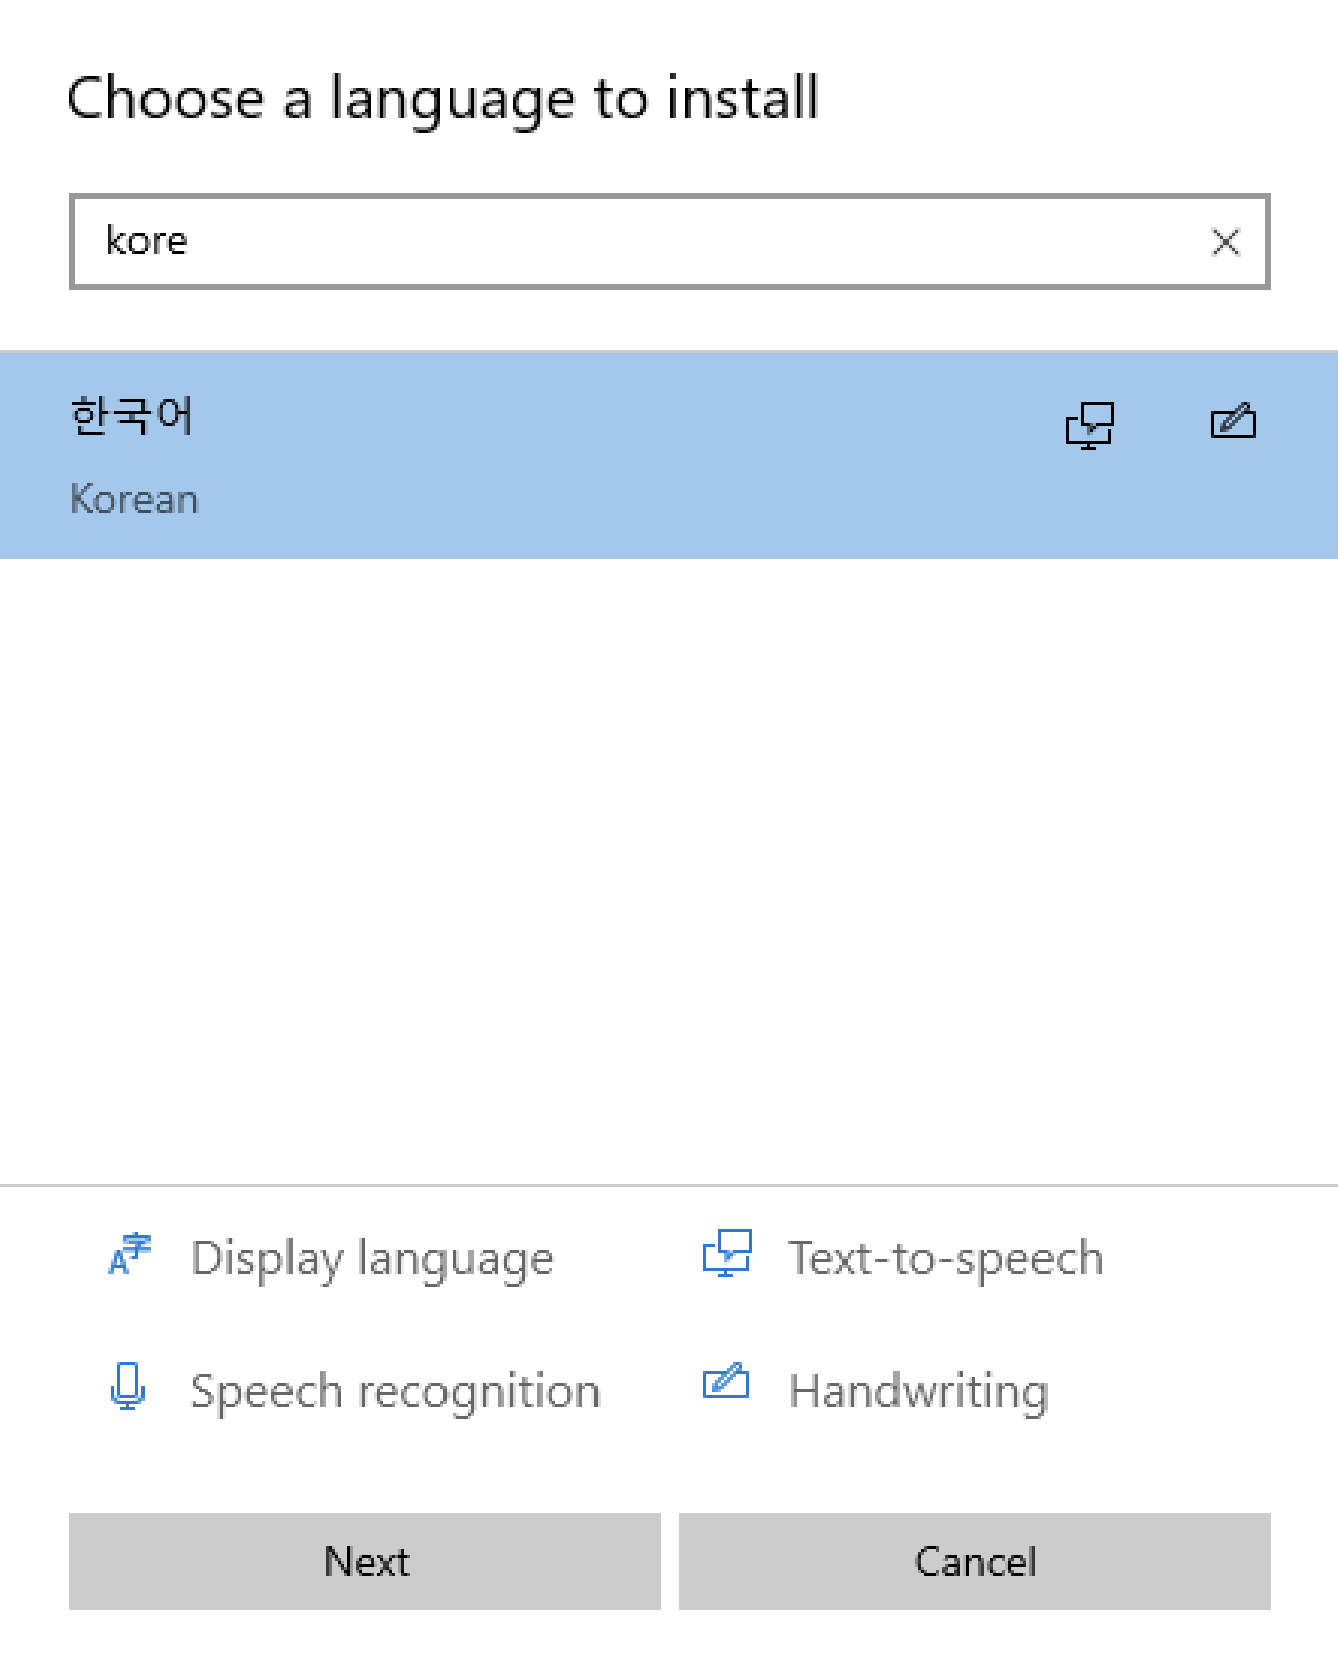 Choose a language to install
kore
한국어
Korean
Display language
Text-to-speech
Speech recognition
Handwriting
Next
Cancel